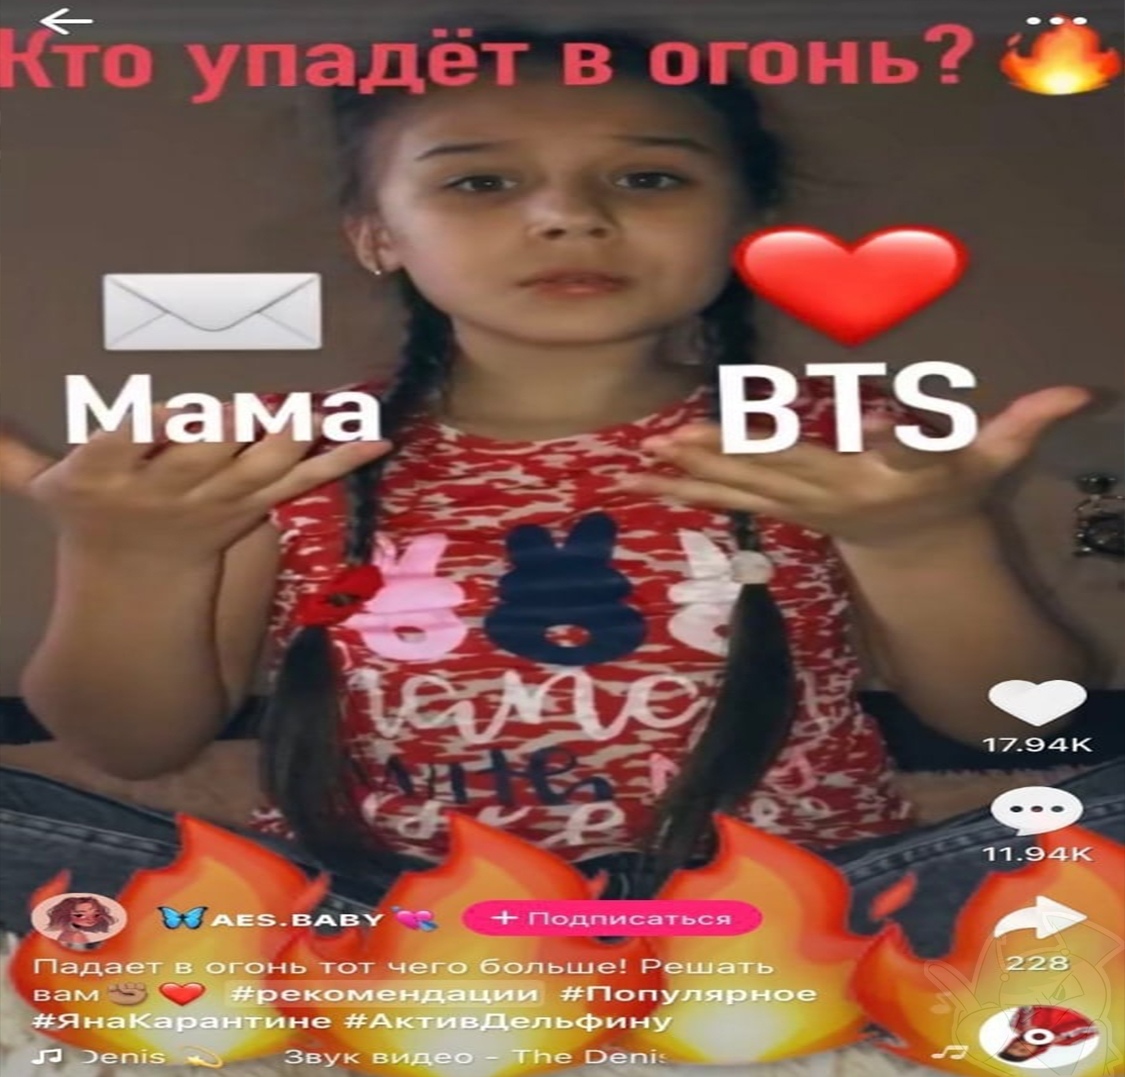 Кто упадёт в огонь?
Мама
BTS
17.94K
11.94K
AES.BABY
+ Подписаться
228
Падает в огонь тот чего больше! Решать
вам #рекомендации #Популярное
#ЯнаКарантине #АктивДельфину
Denis Звук видео - The Denis